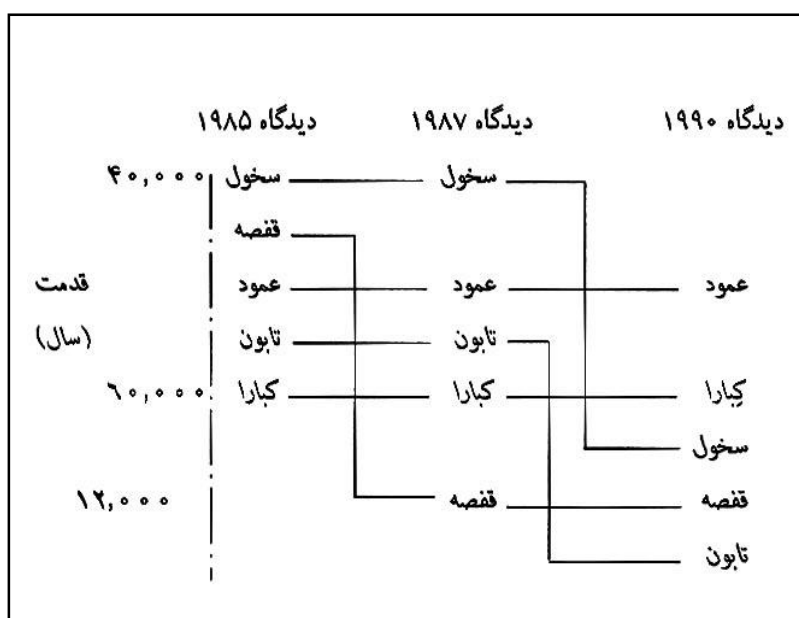 دیدگاه ۱۹۸۵ دیدگاه ۱۹۸۷ دیدگاه ۱۹۹۰
۴۰,۰۰۰ سخول سخول
قفصه
قدمت عمود عمود عمود
(سال) تابون تابون
۶۰,۰۰۰ کبارا کبارا کِبارا
سخول
۱۲,۰۰۰ قفصه قفصه
تابون